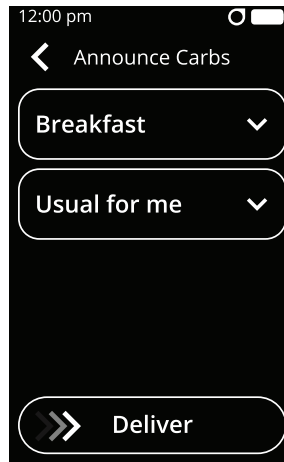 12:00 pm
Announce Carbs
Breakfast
Usual for me
Deliver